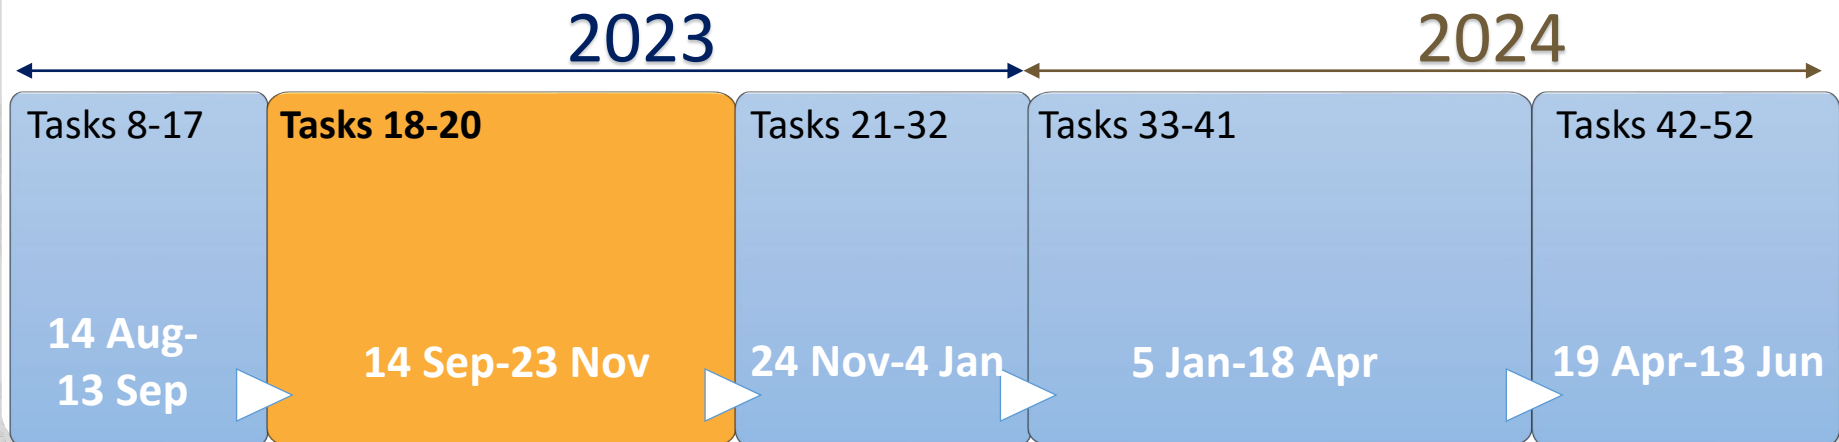 2023
2024
Tasks 8-17
Tasks 18-20
Tasks 21-32
Tasks 33-41
Tasks 42-52
14 Aug-
13 Sep
14 Sep-23 Nov
24 Nov-4 Jan
5 Jan-18 Apr
19 Apr-13 Jun